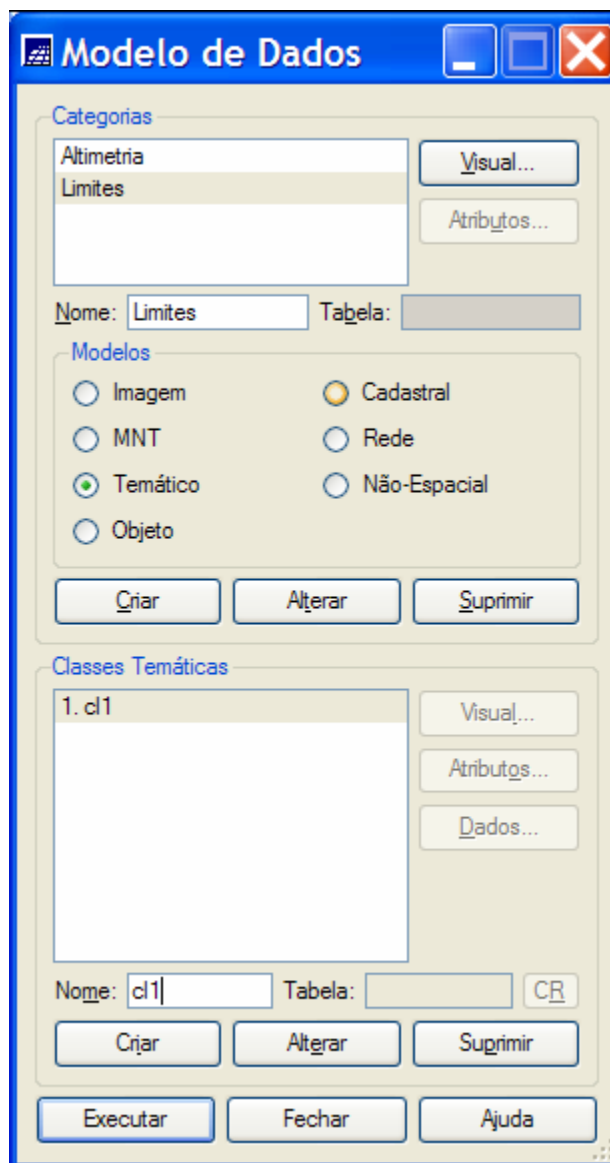 Modelo de Dados
Categorias
Altimetria
Limites
Visual...
Atributos...
Nome: Limites Tabela:
Modelos
Imagem Cadastral
MNT Rede
Temático Não-Espacial
Objeto
Criar Alterar Suprimir
Classes Temáticas
1. cl1
Visual...
Atributos...
Dados...
Nome: cl1 Tabela: CR
Criar Alterar Suprimir
Executar Fechar Ajuda